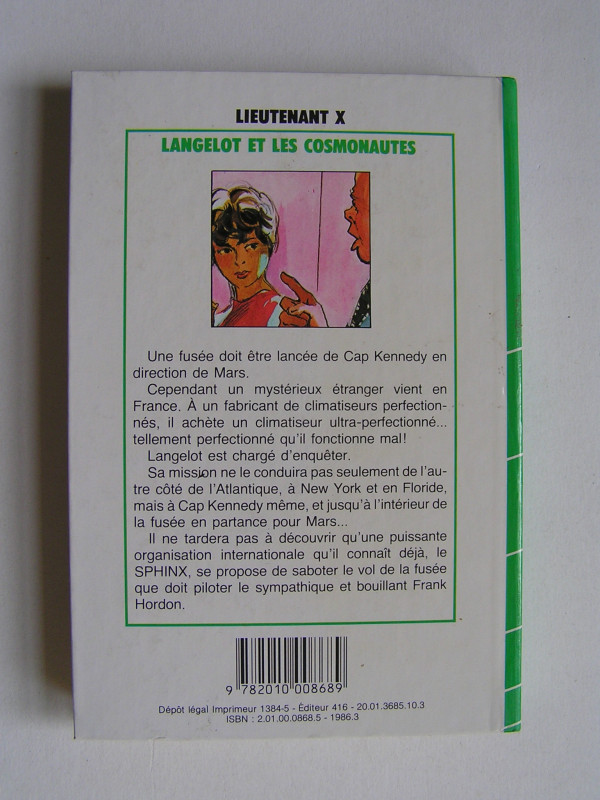 LIEUTENANT X
LANGELOT ET LES COSMONAUTES
Une fusée doit être lancée de Cap Kennedy en
direction de Mars.
Cependant un mystérieux étranger vient en
France. À un fabricant de climatiseurs perfection-
nés, il achète un climatiseur ultra-perfectionné...
tellement perfectionné qu'il fonctionne mal!
Langelot est chargé d'enquêter.
Sa mission ne le conduira pas seulement de l'au-
tre côté de l'Atlantique, à New York et en Floride,
mais à Cap Kennedy même, et jusqu'à l'intérieur de
la fusée en partance pour Mars...
Il ne tardera pas à découvrir qu'une puissante
organisation internationale qu'il connaît déjà, le
SPHINX, se propose de saboter le vol de la fusée
que doit piloter le sympathique et bouillant Frank
Hordon.
9 782010 008689
Dépôt légal Imprimeur 1384-5 - Éditeur 416 - 20.01.3685.10.3
ISBN : 2.01.00.0868.5 - 1986.3